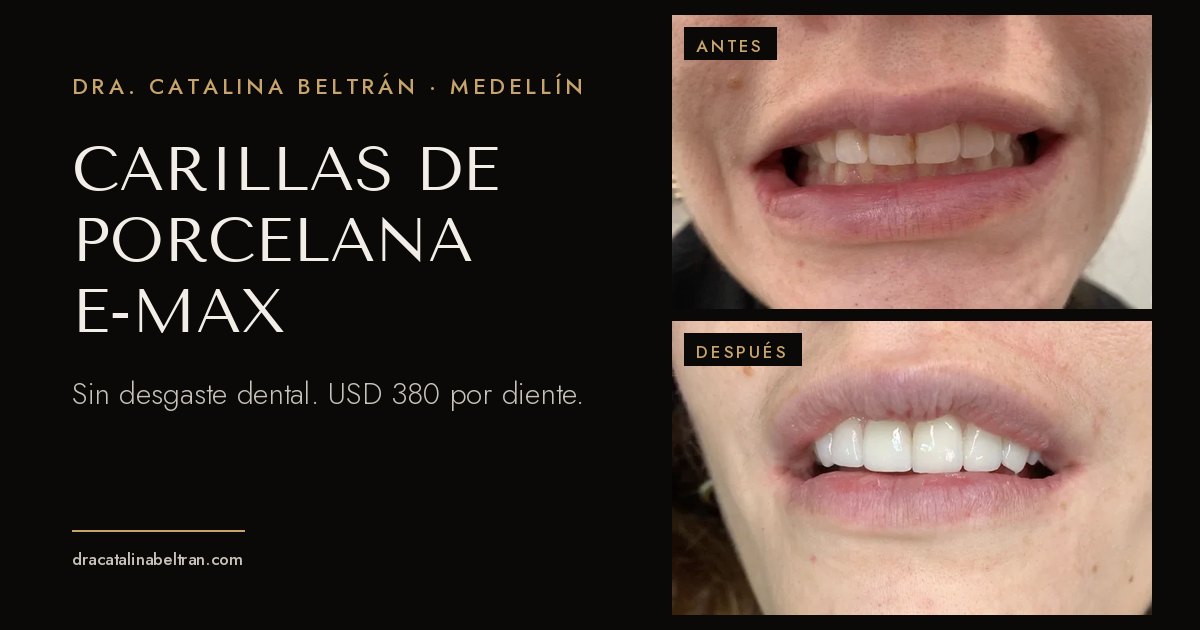 DRA. CATALINA BELTRÁN · MEDELLÍN
CARILLAS DE
PORCELANA
E-MAX
Sin desgaste dental. USD 380 por diente.
dracatalinabeltran.com
ANTES
DESPUÉS